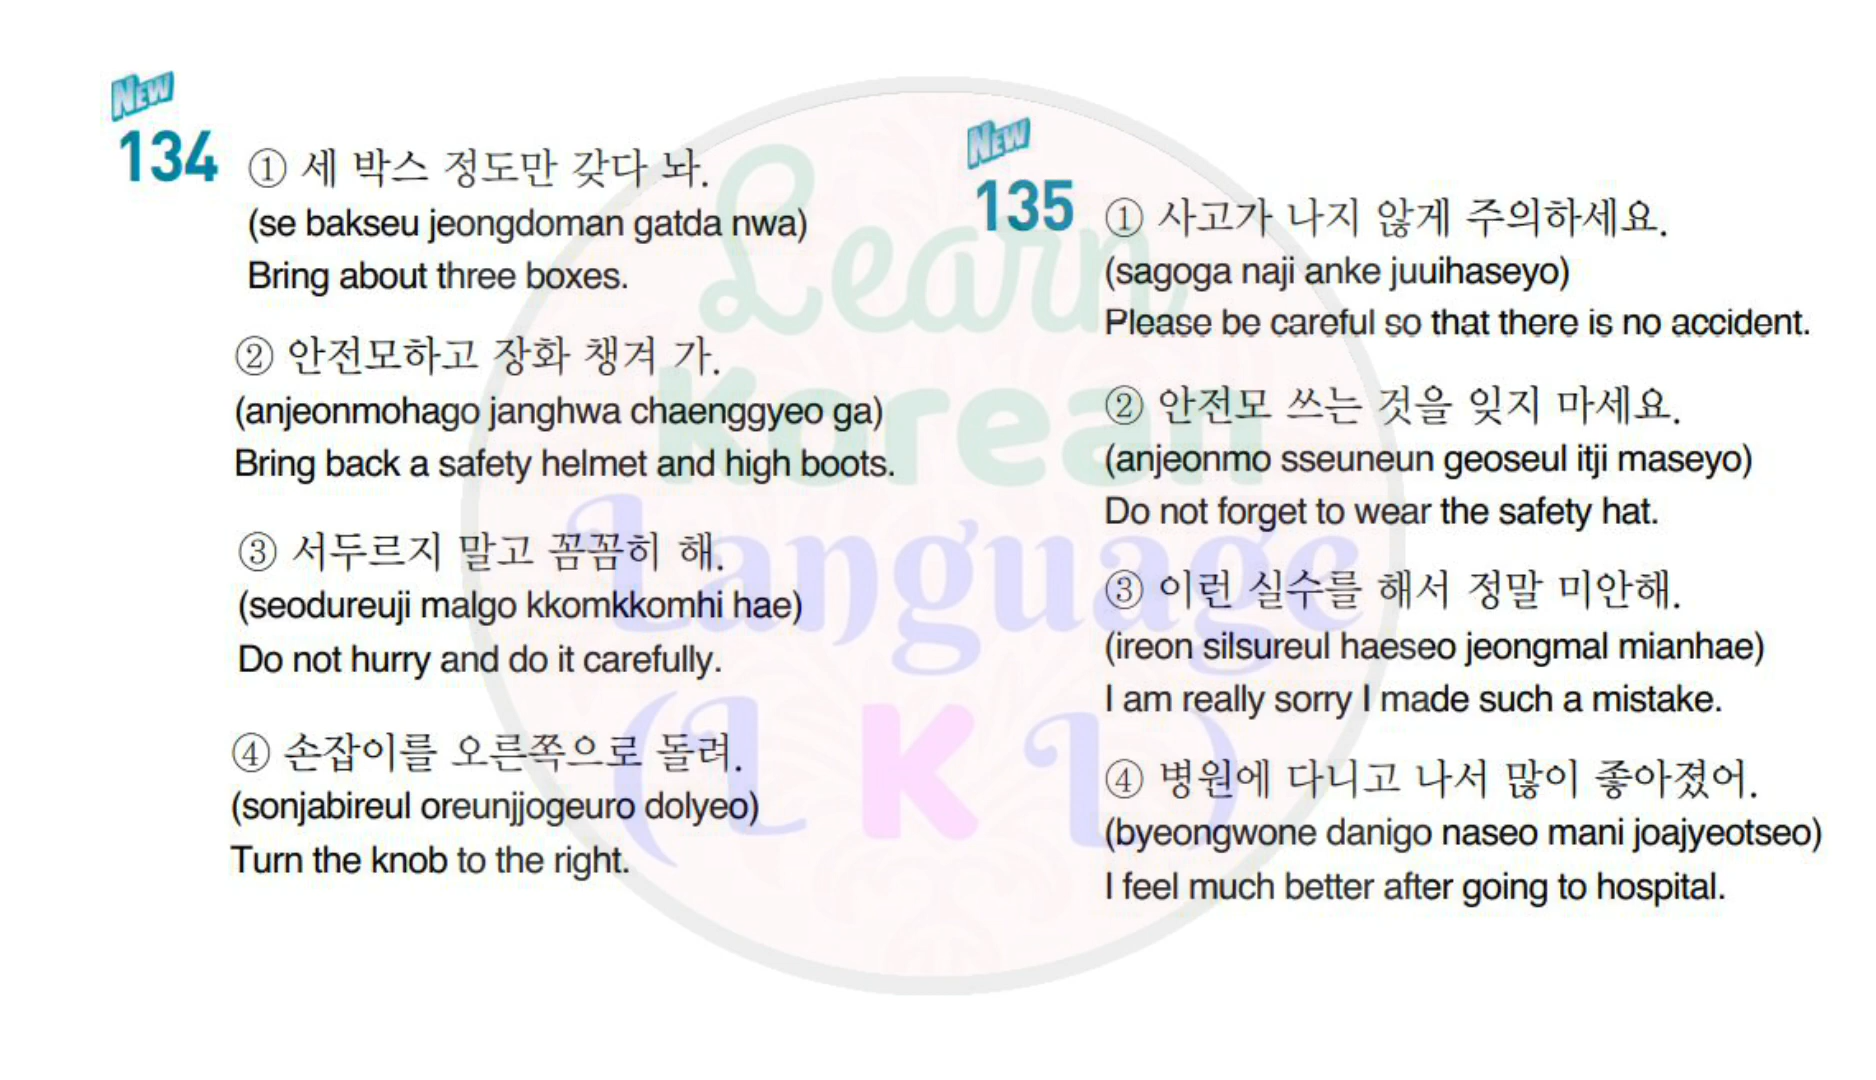 NEW
134
① 세 박스 정도만 갖다 놔.
(se bakseu jeongdoman gatda nwa)
Bring about three boxes.
② 안전모하고 장화 챙겨 가.
(anjeonmohago janghwa chaenggyeo ga)
Bring back a safety helmet and high boots.
③ 서두르지 말고 꼼꼼히 해.
(seodureuji malgo kkomkkomhi hae)
Do not hurry and do it carefully.
④ 손잡이를 오른쪽으로 돌려.
(sonjabireul oreunjjogeuro dolyeo)
Turn the knob to the right.
NEW
135
① 사고가 나지 않게 주의하세요.
(sagoga naji anke juuihaseyo)
Please be careful so that there is no accident.
② 안전모 쓰는 것을 잊지 마세요.
(anjeonmo sseuneun geoseul itji maseyo)
Do not forget to wear the safety hat.
③ 이런 실수를 해서 정말 미안해.
(ireon silsureul haeseo jeongmal mianhae)
I am really sorry I made such a mistake.
④ 병원에 다니고 나서 많이 좋아졌어.
(byeongwone danigo naseo mani joajyeotseo)
I feel much better after going to hospital.
Learn
Korean
Language
(L K L)